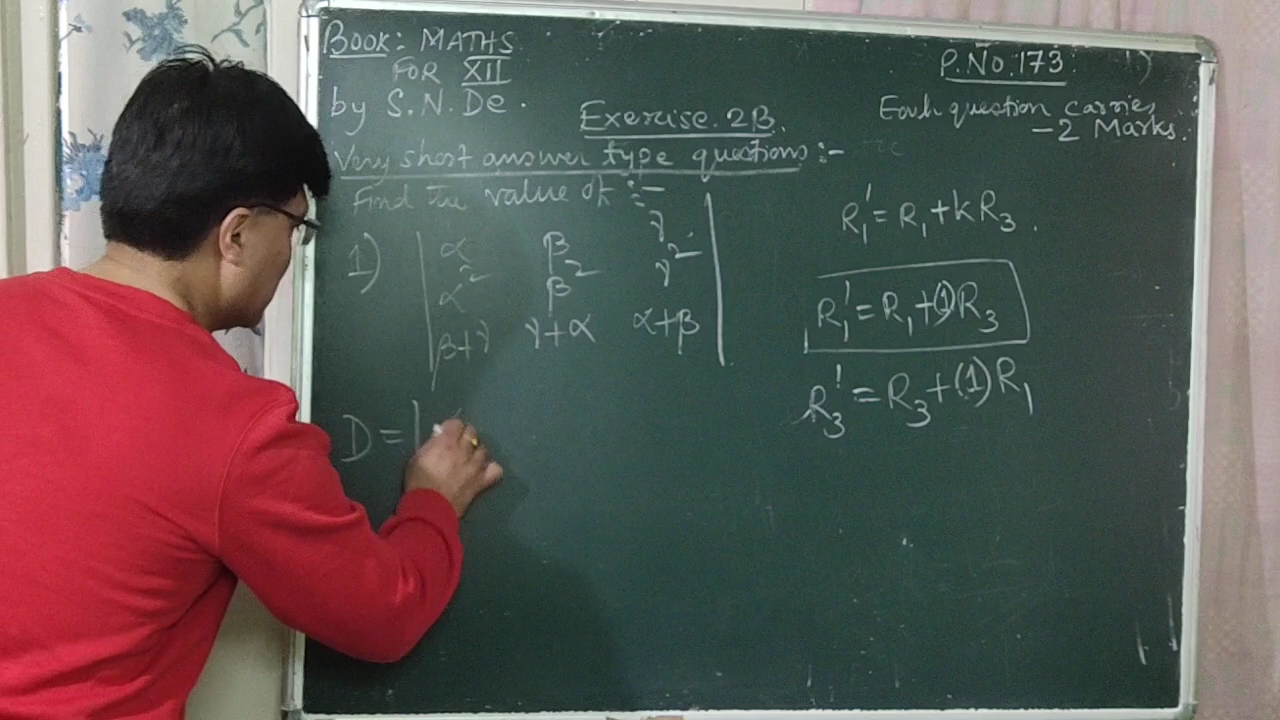 BOOK: MATHS
FOR XII
by S.N. De.
P. No. 173
Each question carries
- 2 Marks.
Exercise. 2B.
Very short answer type questions :-
Find the value of :-
1) | α β γ |
| α² β² γ² |
| β+γ γ+α α+β |
D = |
R₁' = R₁ + kR₃.
R₁' = R₁ + (1)R₃
R₃' = R₃ + (1)R₁